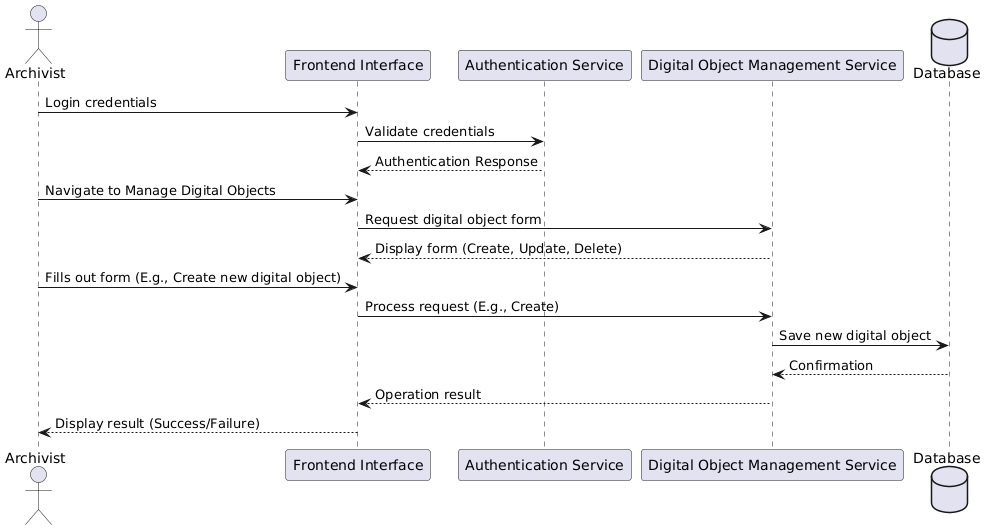 Archivist
Frontend Interface
Authentication Service
Digital Object Management Service
Database
Login credentials
Validate credentials
Authentication Response
Navigate to Manage Digital Objects
Request digital object form
Display form (Create, Update, Delete)
Fills out form (E.g., Create new digital object)
Process request (E.g., Create)
Save new digital object
Confirmation
Operation result
Display result (Success/Failure)
Archivist
Frontend Interface
Authentication Service
Digital Object Management Service
Database